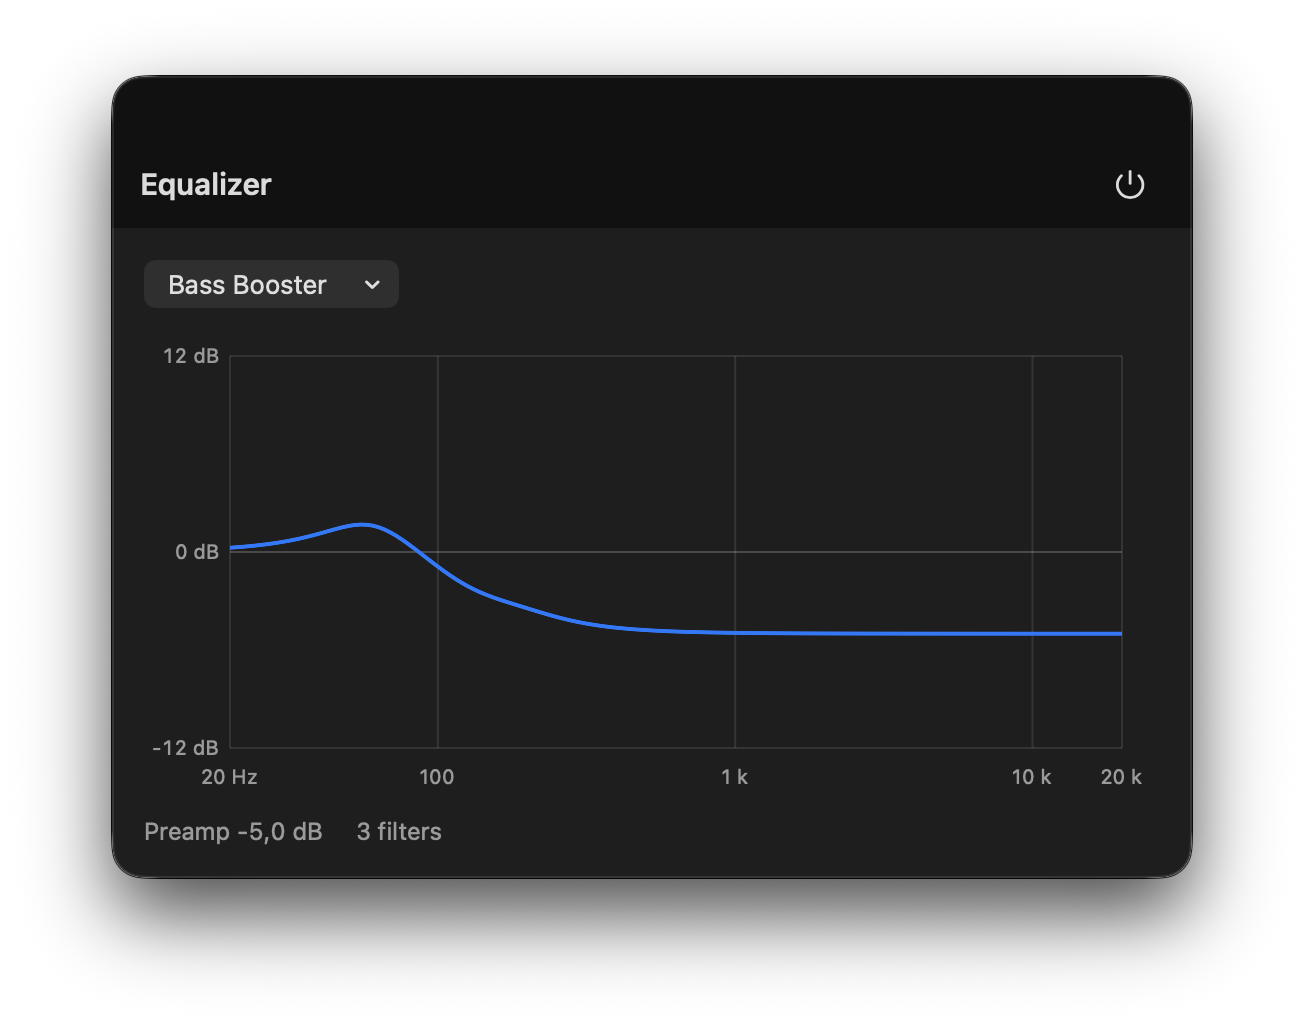 Equalizer
Bass Booster
12 dB
0 dB
-12 dB
20 Hz 100 1 k 10 k 20 k
Preamp -5,0 dB 3 filters